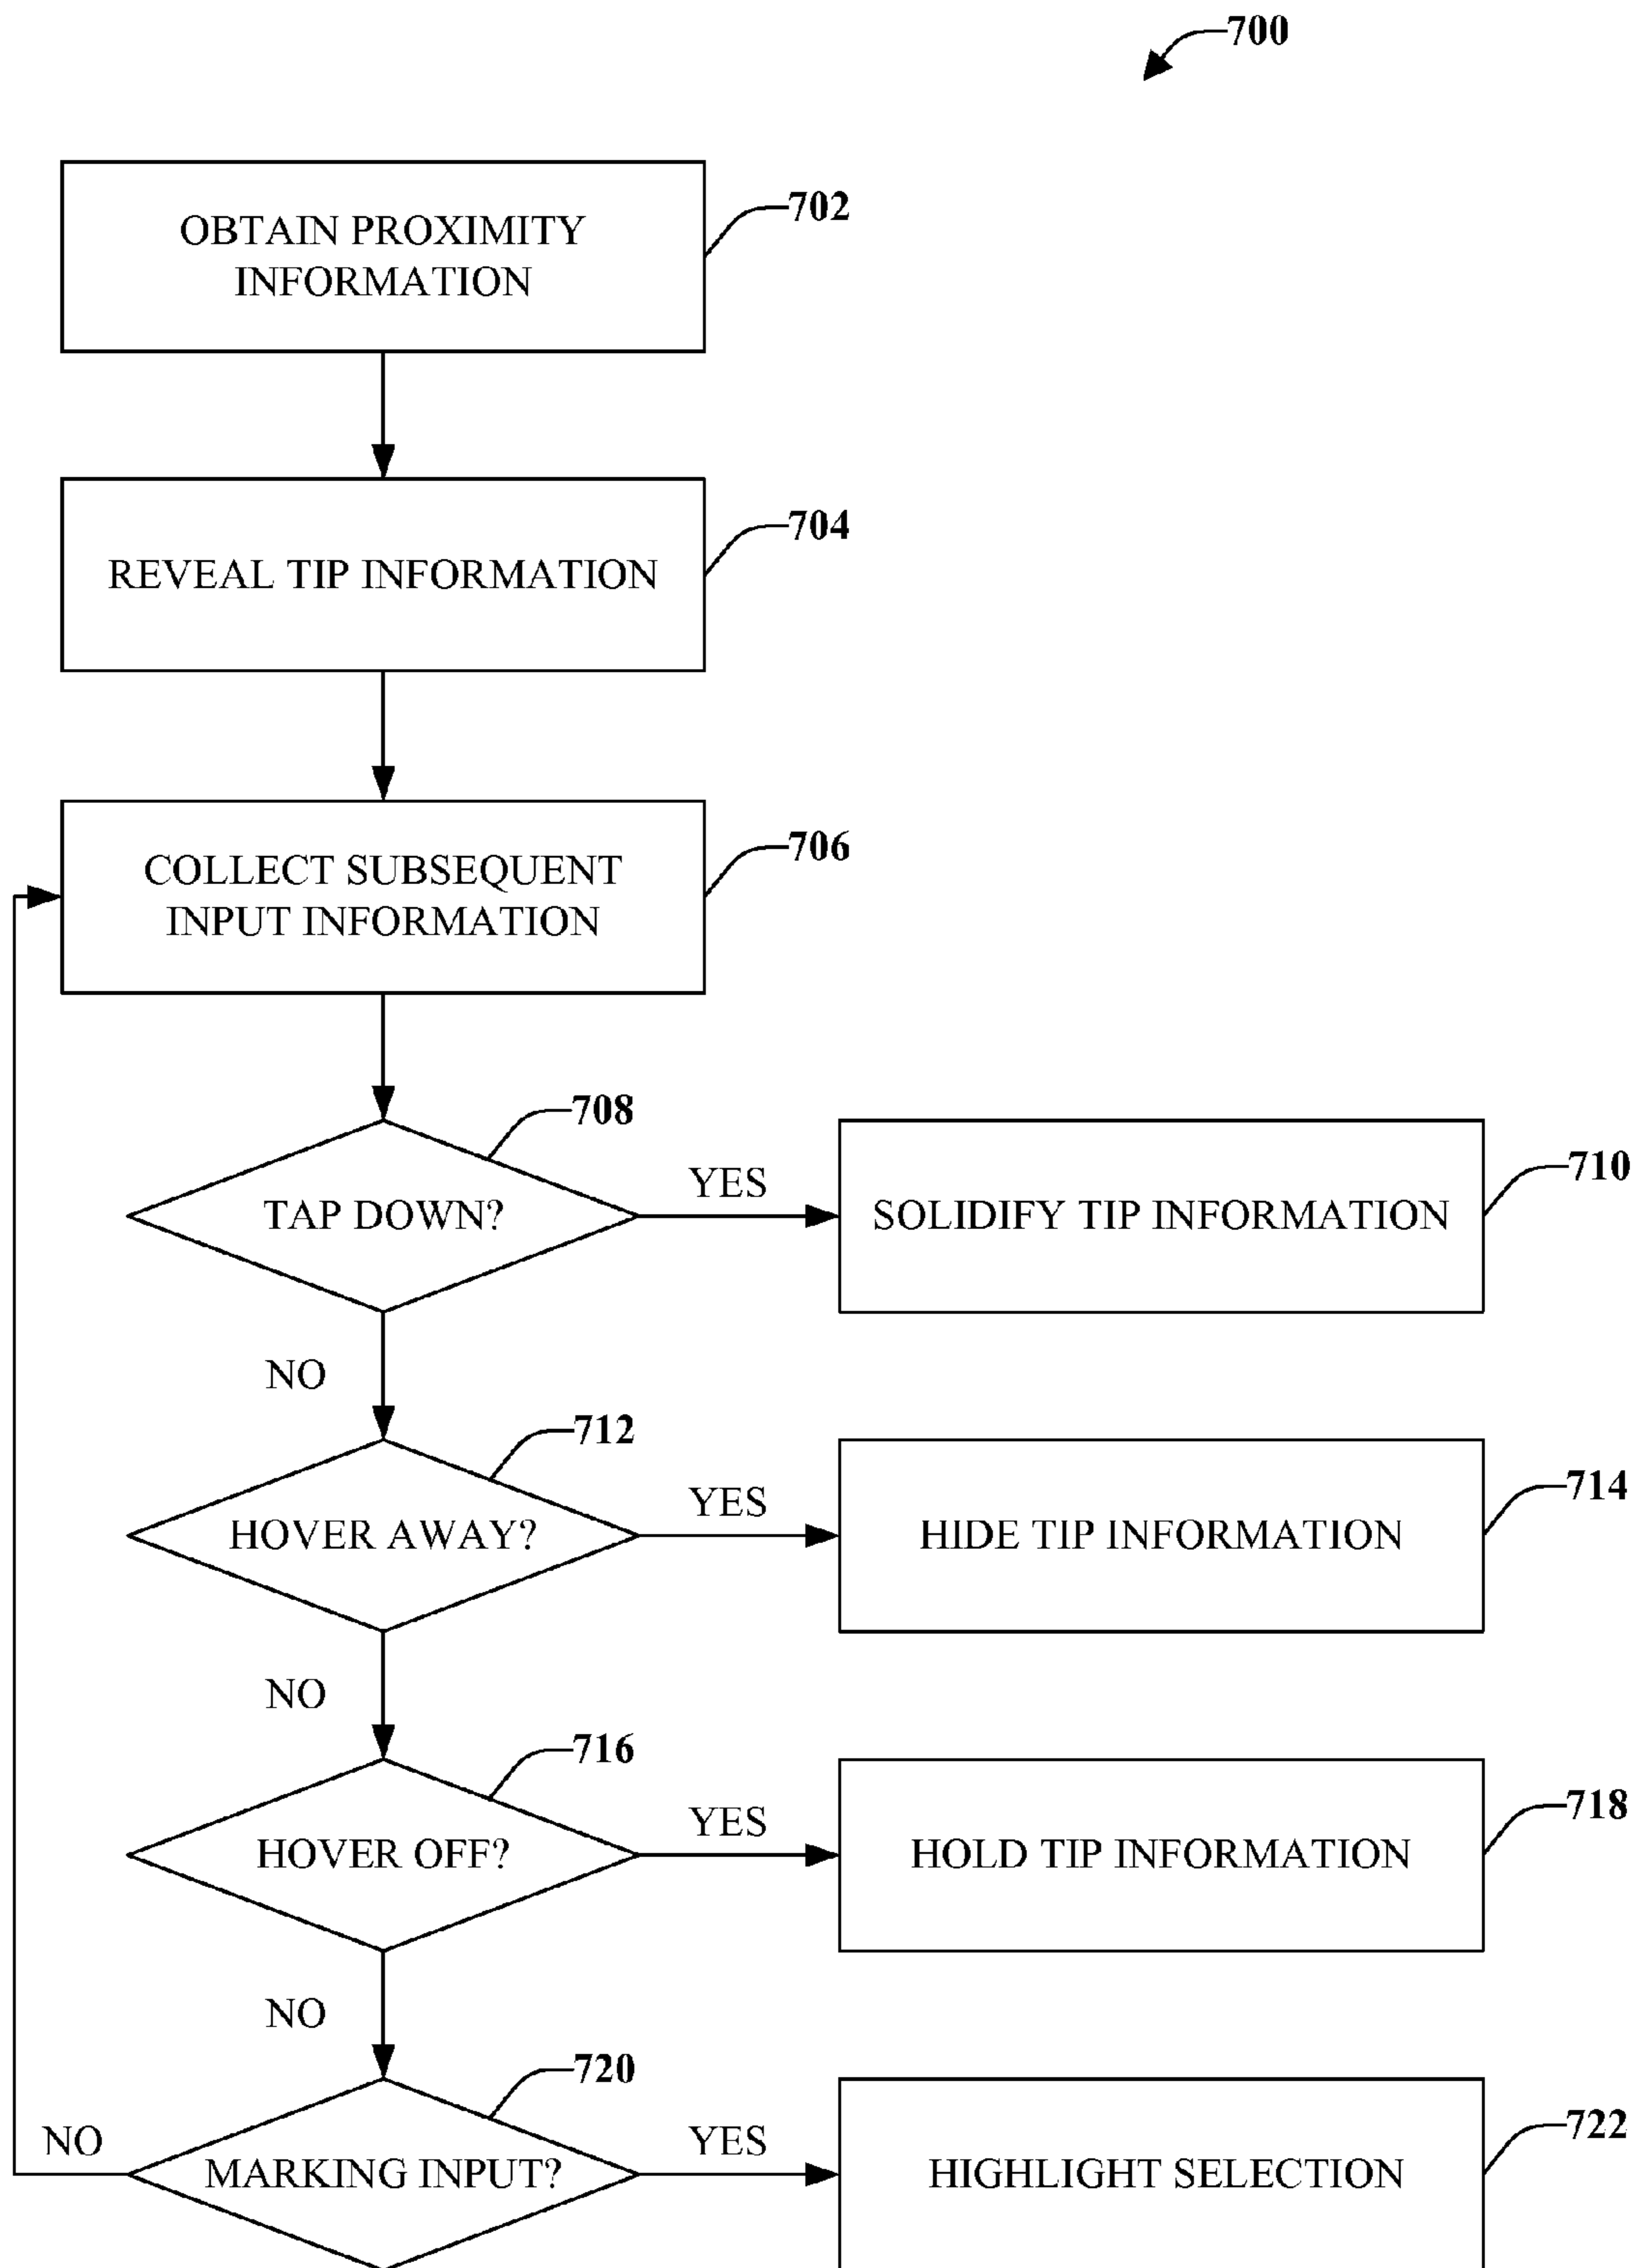 700
OBTAIN PROXIMITY
INFORMATION
702
REVEAL TIP INFORMATION
704
COLLECT SUBSEQUENT
INPUT INFORMATION
706
TAP DOWN?
708
YES
SOLIDIFY TIP INFORMATION
710
NO
HOVER AWAY?
712
YES
HIDE TIP INFORMATION
714
NO
HOVER OFF?
716
YES
HOLD TIP INFORMATION
718
NO
MARKING INPUT?
720
NO
YES
HIGHLIGHT SELECTION
722